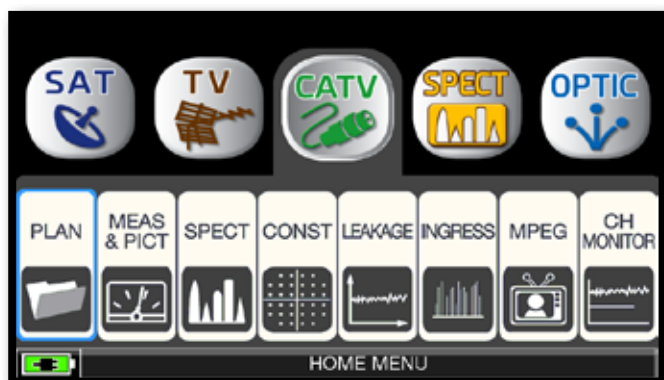 SAT
TV
CATV
SPECT
OPTIC
PLAN
MEAS
& PICT
SPECT
CONST
LEAKAGE
INGRESS
MPEG
CH
MONITOR
HOME MENU